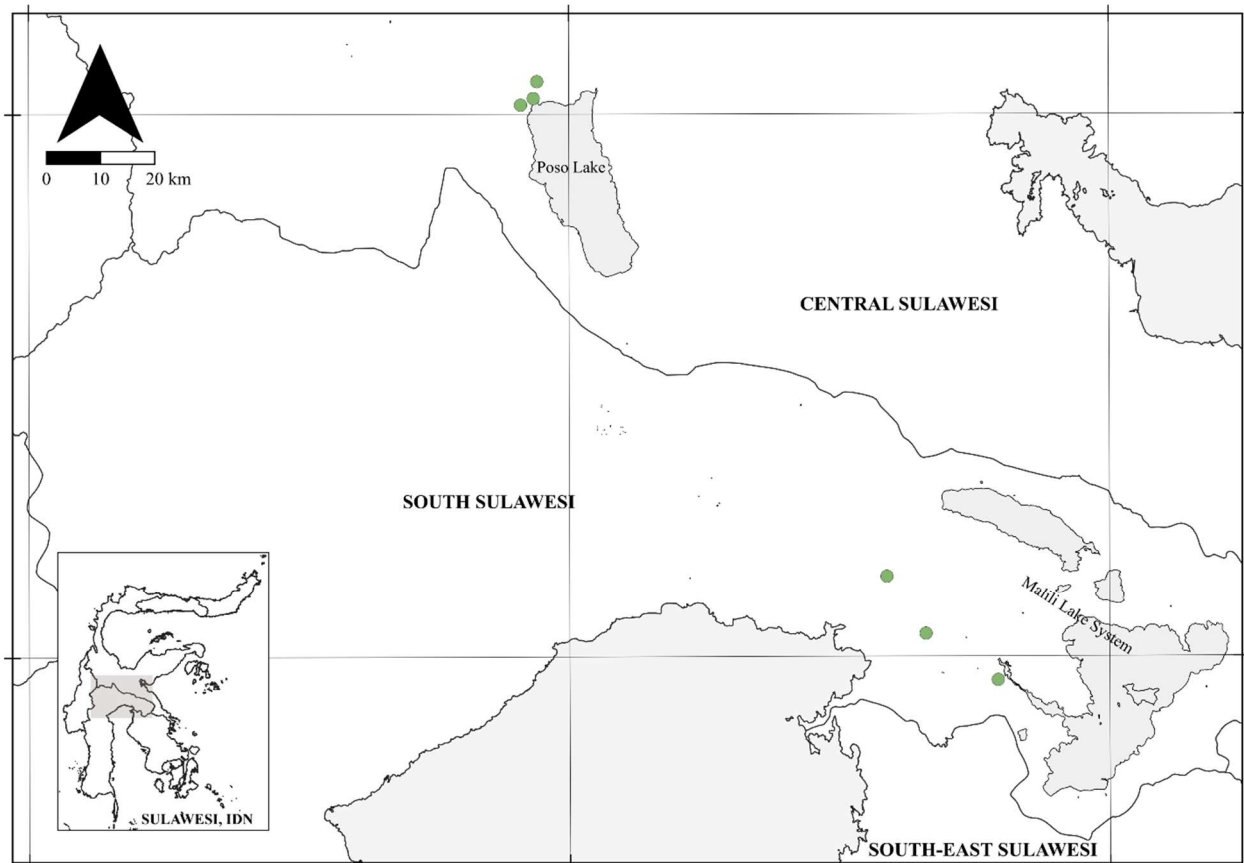 Poso Lake
0 10 20 km
CENTRAL SULAWESI
SOUTH SULAWESI
Malili Lake System
SULAWESI, IDN
SOUTH-EAST SULAWESI